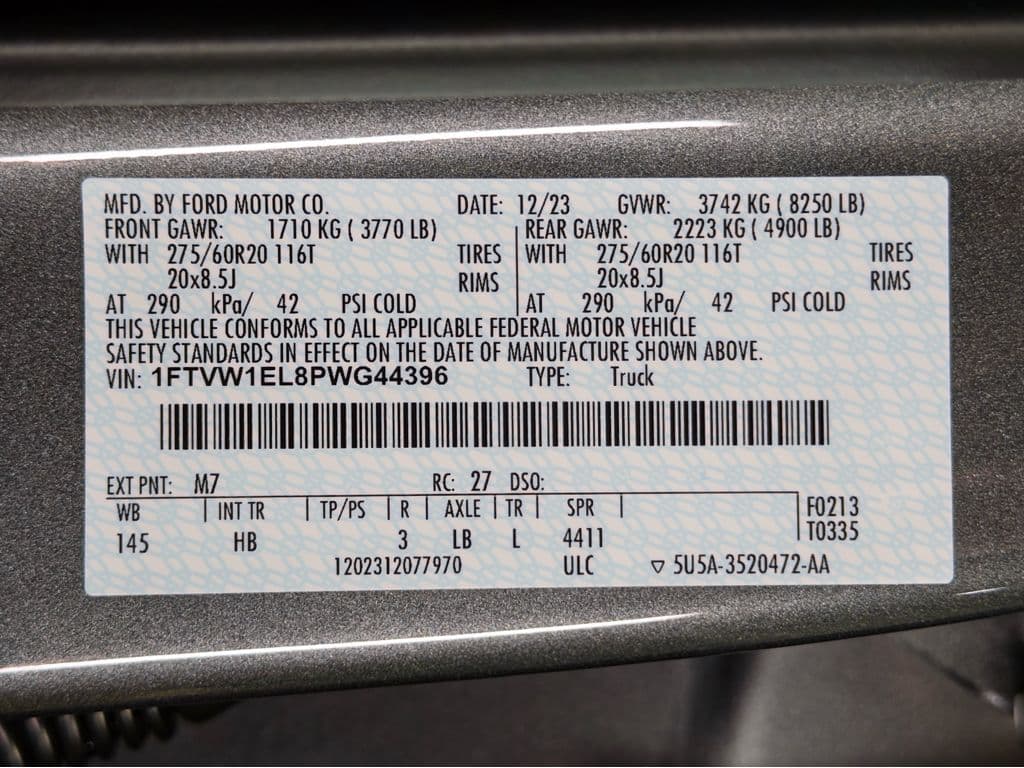 MFD. BY FORD MOTOR CO. DATE: 12/23 GVWR: 3742 KG ( 8250 LB)
FRONT GAWR: 1710 KG ( 3770 LB) REAR GAWR: 2223 KG ( 4900 LB)
WITH 275/60R20 116T TIRES WITH 275/60R20 116T TIRES
20x8.5J RIMS 20x8.5J RIMS
AT 290 kPa/ 42 PSI COLD AT 290 kPa/ 42 PSI COLD
THIS VEHICLE CONFORMS TO ALL APPLICABLE FEDERAL MOTOR VEHICLE
SAFETY STANDARDS IN EFFECT ON THE DATE OF MANUFACTURE SHOWN ABOVE.
VIN: 1FTVW1EL8PWG44396 TYPE: Truck
EXT PNT: M7 RC: 27 DSO:
WB | INT TR | TP/PS | R | AXLE | TR | SPR | F0213
145 HB 3 LB L 4411 T0335
1202312077970 ULC ▽ 5U5A-3520472-AA